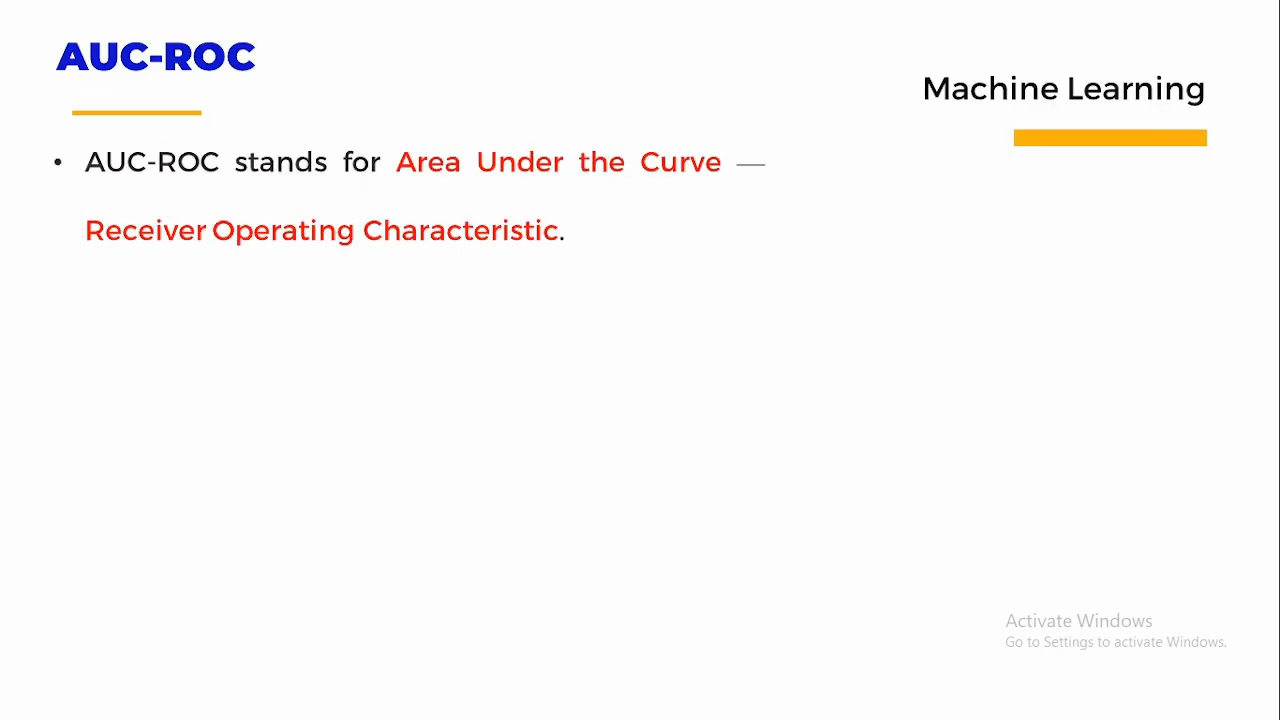 AUC-ROC
Machine Learning
• AUC-ROC stands for Area Under the Curve —
Receiver Operating Characteristic.
Activate Windows
Go to Settings to activate Windows.